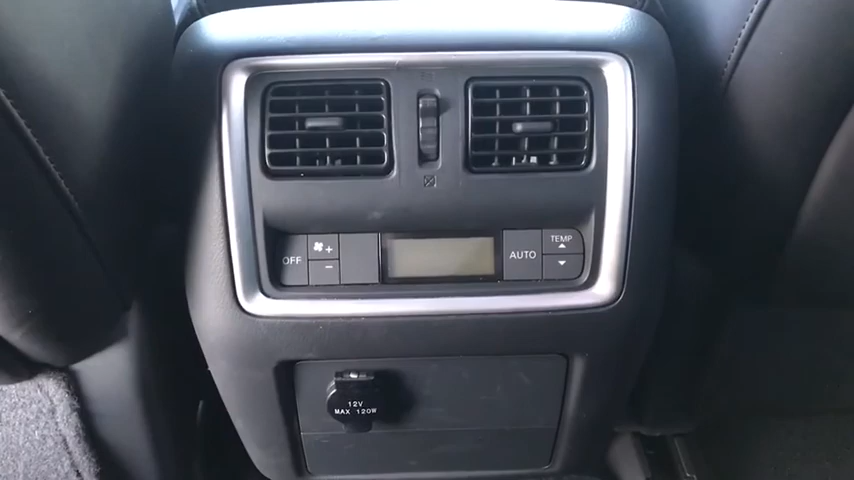 OFF
+
-
AUTO
TEMP
12V
MAX 120W